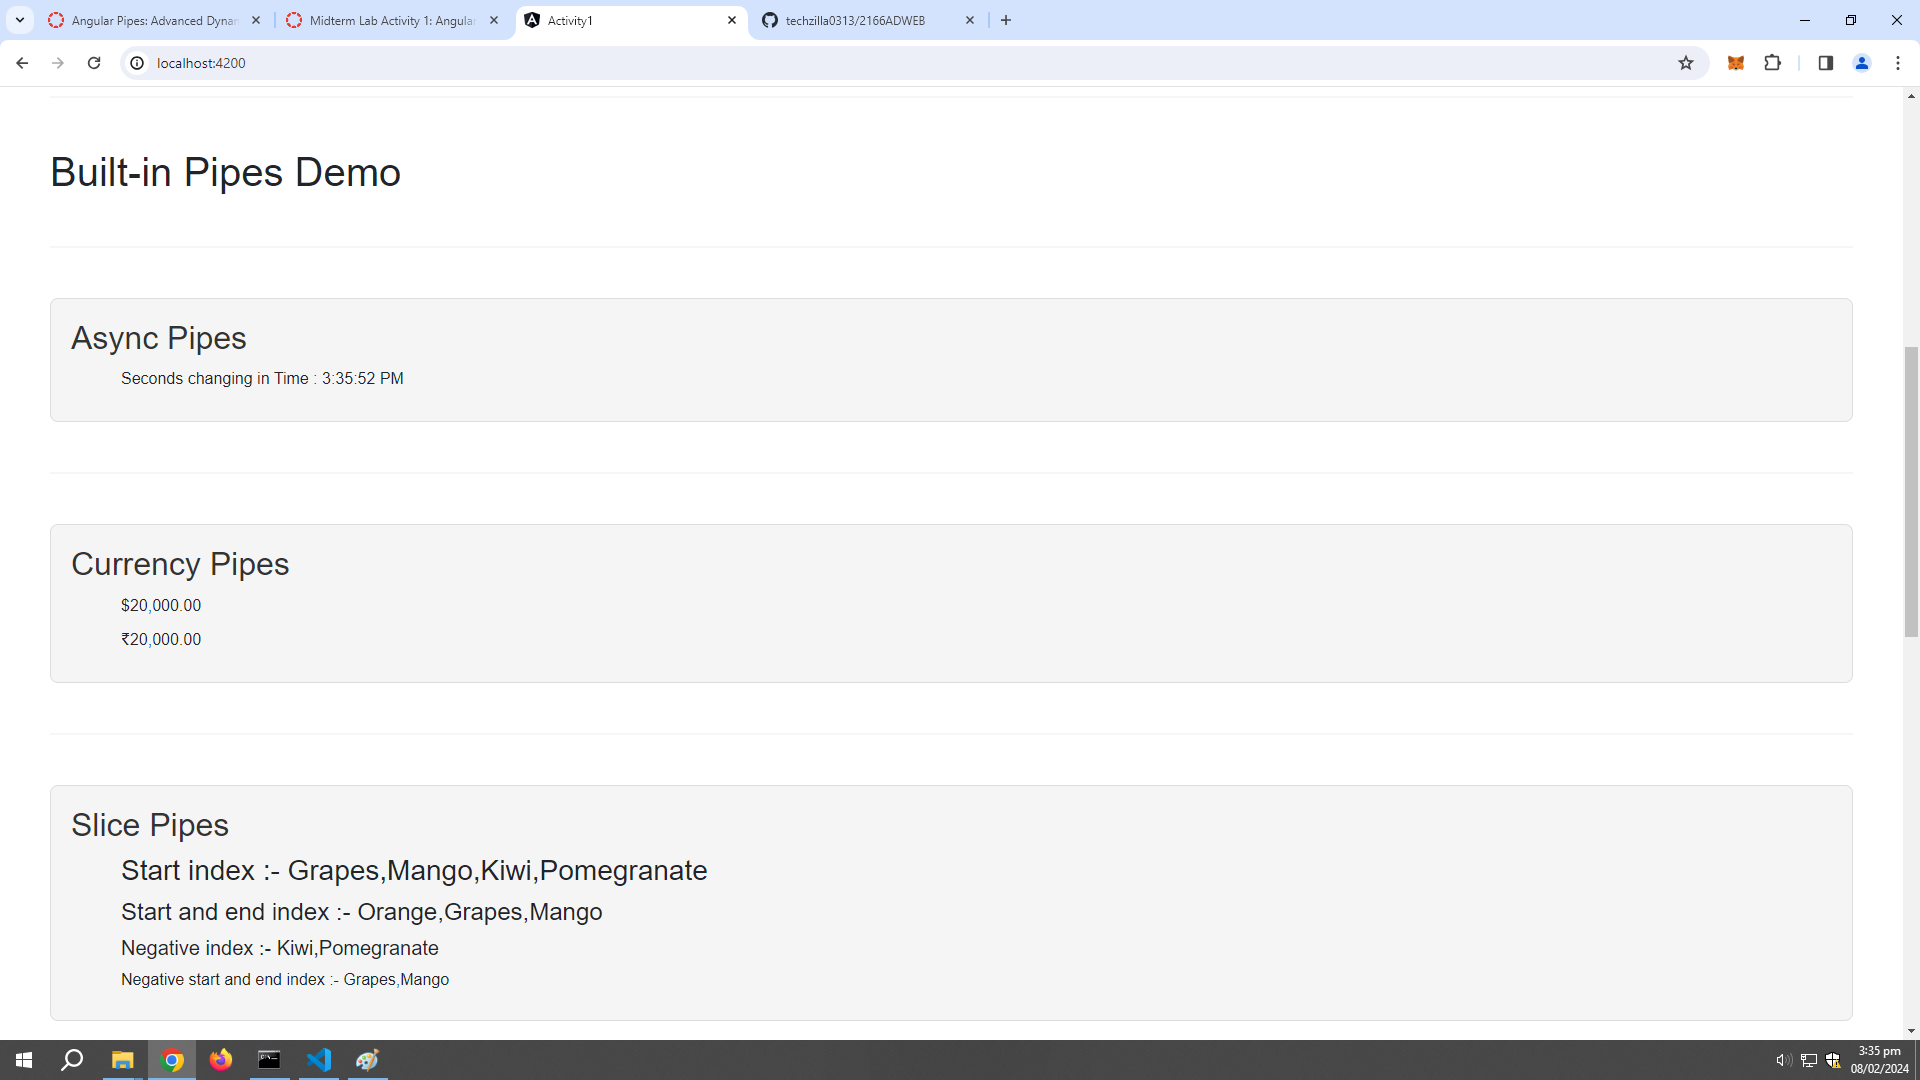 Angular Pipes: Advanced Dynan
Midterm Lab Activity 1: Angular
Activity1
techzilla0313/2166ADWEB
localhost:4200
Built-in Pipes Demo
Async Pipes
Seconds changing in Time : 3:35:52 PM
Currency Pipes
$20,000.00
₹20,000.00
Slice Pipes
Start index :- Grapes,Mango,Kiwi,Pomegranate
Start and end index :- Orange,Grapes,Mango
Negative index :- Kiwi,Pomegranate
Negative start and end index :- Grapes,Mango
3:35 pm
08/02/2024